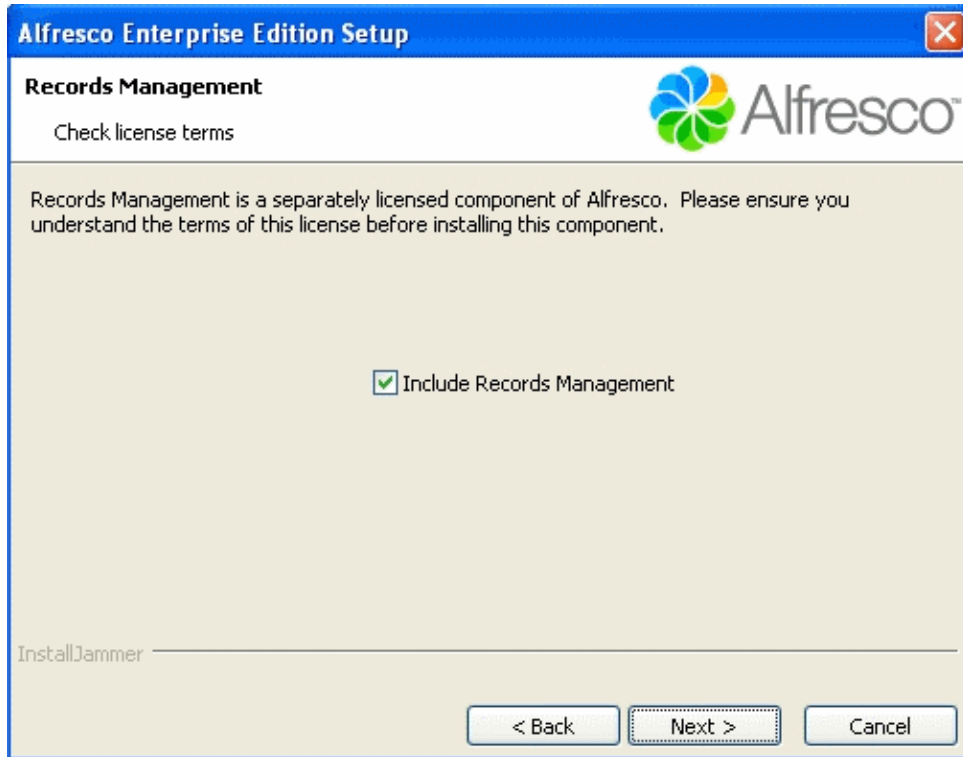 Alfresco Enterprise Edition Setup
Records Management
Check license terms
Alfresco™
Records Management is a separately licensed component of Alfresco. Please ensure you
understand the terms of this license before installing this component.
Include Records Management
InstallJammer
< Back Next > Cancel